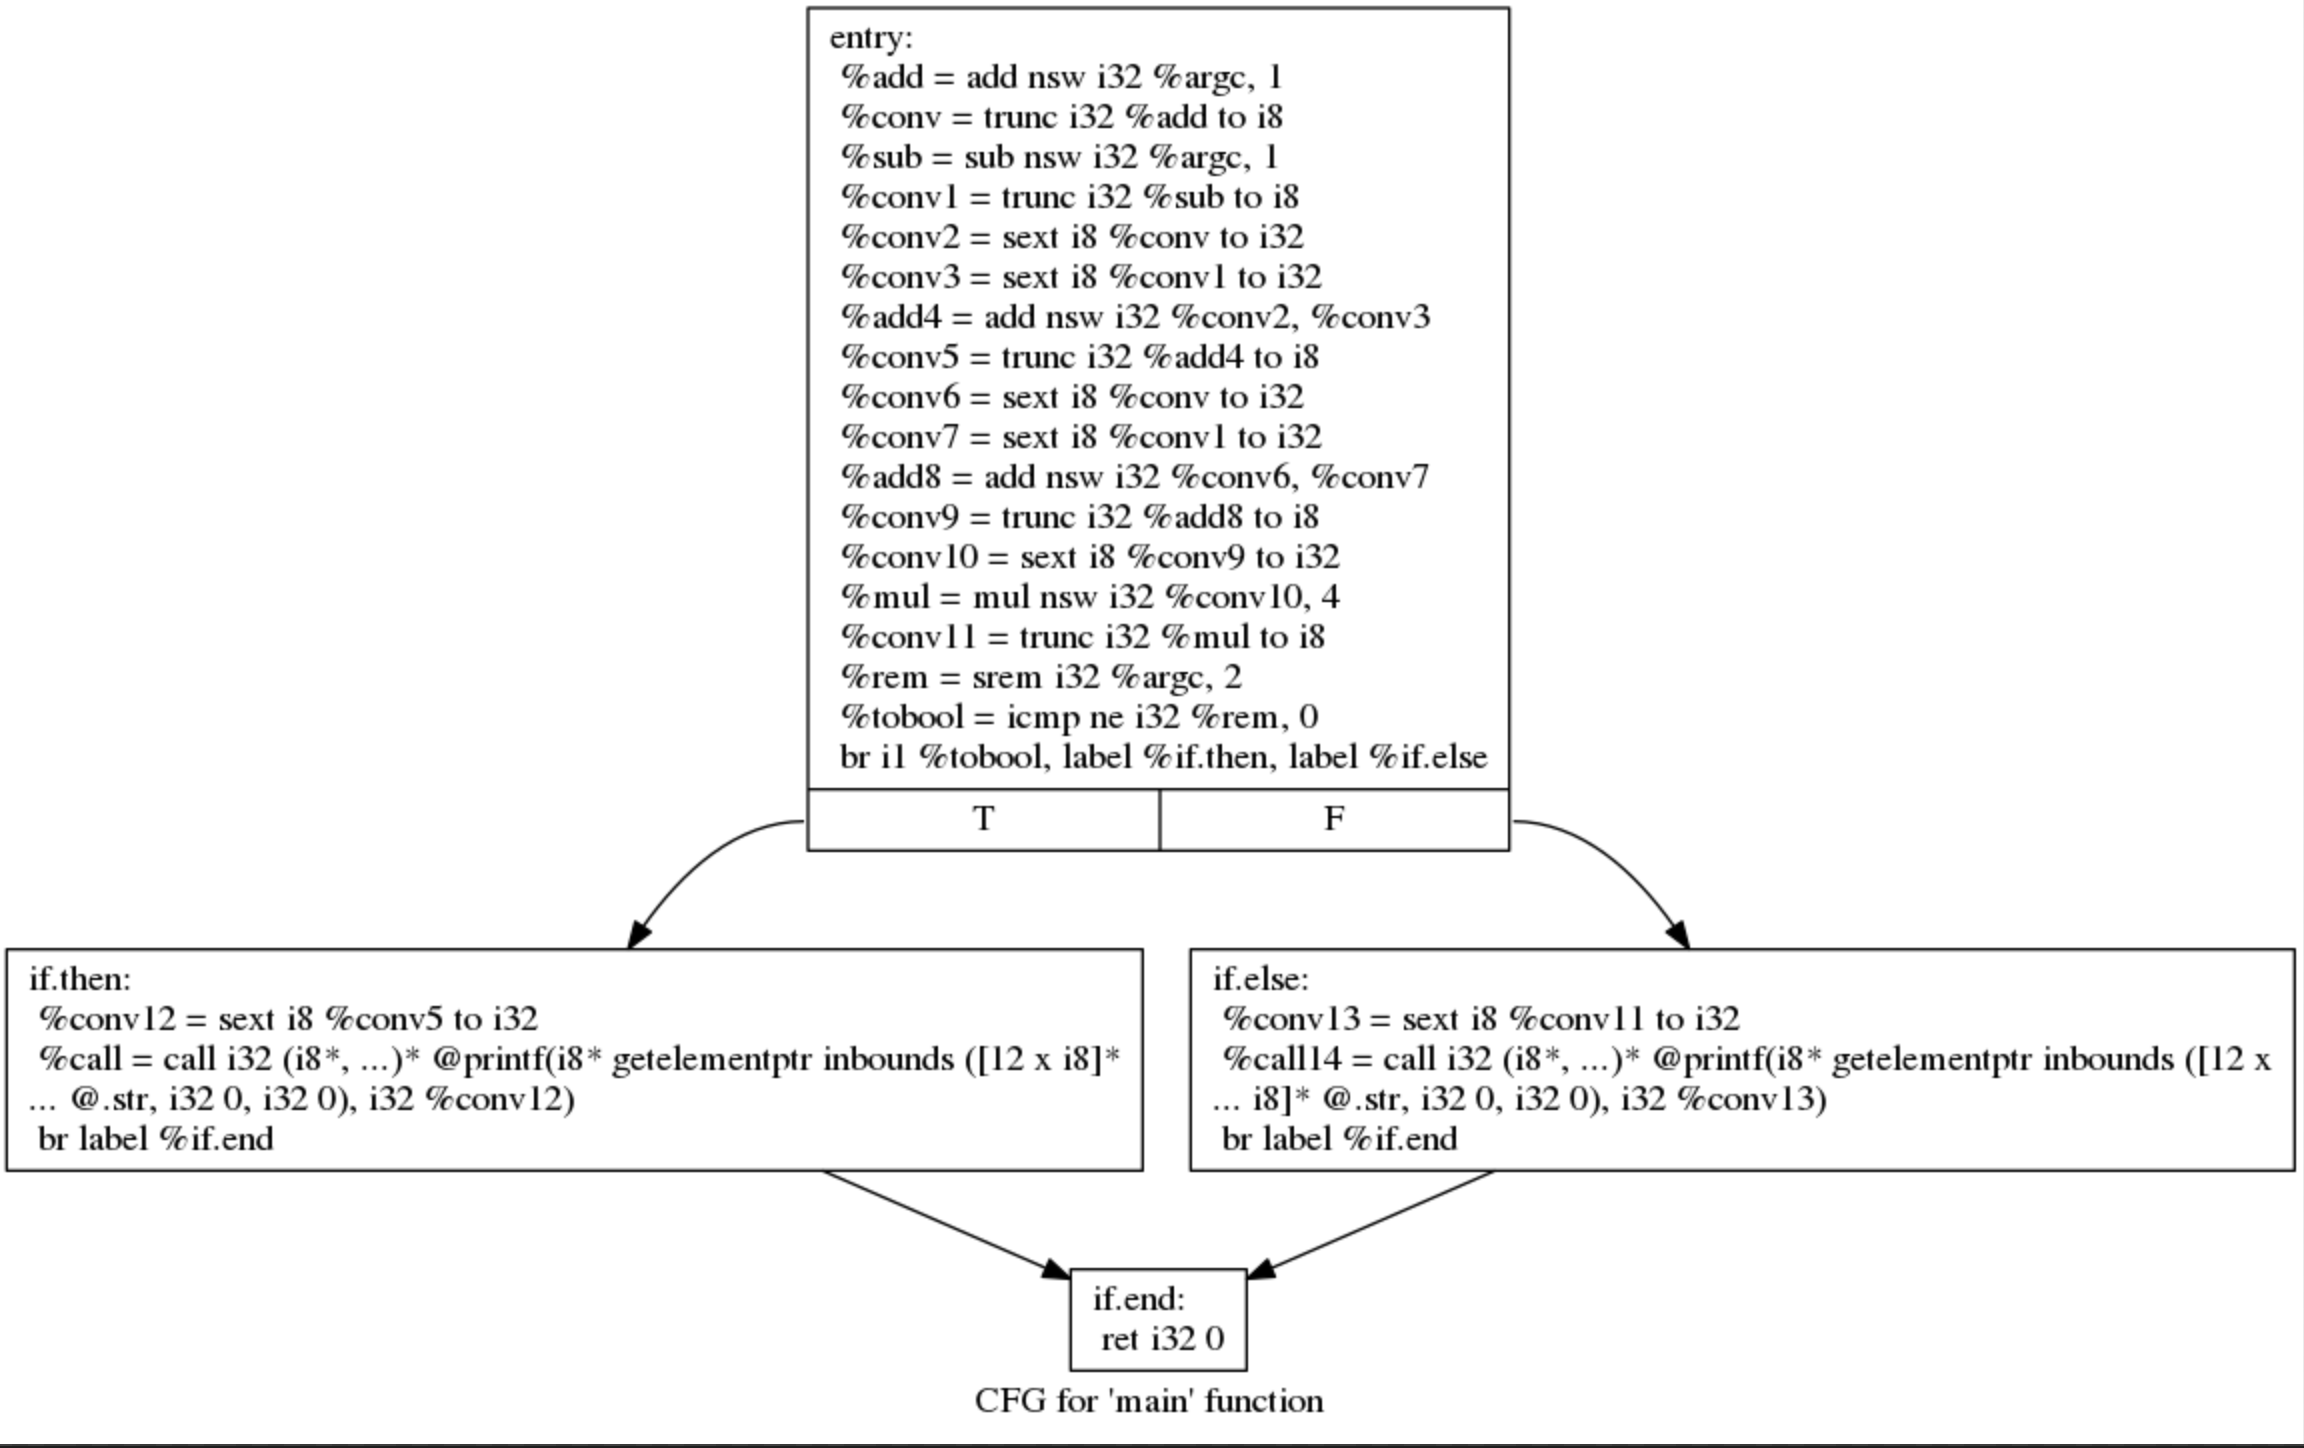 entry:
%add = add nsw i32 %argc, 1
%conv = trunc i32 %add to i8
%sub = sub nsw i32 %argc, 1
%conv1 = trunc i32 %sub to i8
%conv2 = sext i8 %conv to i32
%conv3 = sext i8 %conv1 to i32
%add4 = add nsw i32 %conv2, %conv3
%conv5 = trunc i32 %add4 to i8
%conv6 = sext i8 %conv to i32
%conv7 = sext i8 %conv1 to i32
%add8 = add nsw i32 %conv6, %conv7
%conv9 = trunc i32 %add8 to i8
%conv10 = sext i8 %conv9 to i32
%mul = mul nsw i32 %conv10, 4
%conv11 = trunc i32 %mul to i8
%rem = srem i32 %argc, 2
%tobool = icmp ne i32 %rem, 0
br i1 %tobool, label %if.then, label %if.else
T
F
if.then:
%conv12 = sext i8 %conv5 to i32
%call = call i32 (i8*, ...)* @printf(i8* getelementptr inbounds ([12 x i8]*
... @.str, i32 0, i32 0), i32 %conv12)
br label %if.end
if.else:
%conv13 = sext i8 %conv11 to i32
%call14 = call i32 (i8*, ...)* @printf(i8* getelementptr inbounds ([12 x
... i8]* @.str, i32 0, i32 0), i32 %conv13)
br label %if.end
if.end:
ret i32 0
CFG for 'main' function